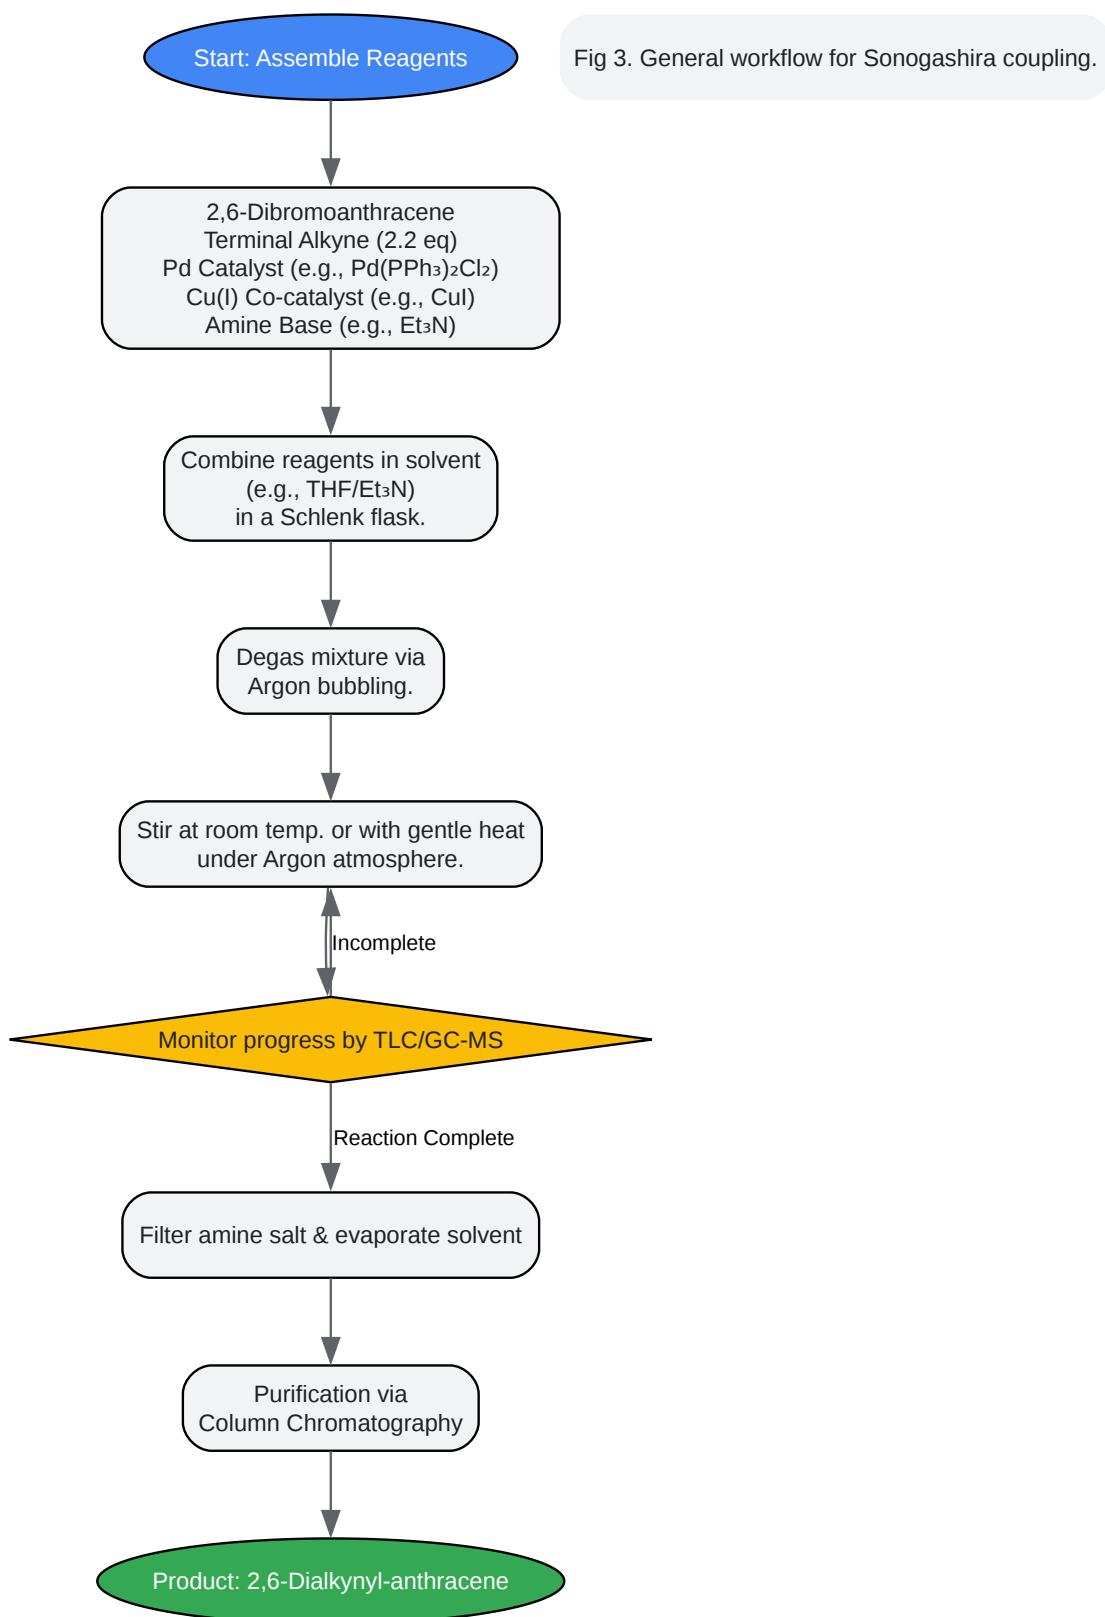 Start: Assemble Reagents
Fig 3. General workflow for Sonogashira coupling.
2,6-Dibromoanthracene
Terminal Alkyne (2.2 eq)
Pd Catalyst (e.g., Pd(PPh₃)₂Cl₂)
Cu(I) Co-catalyst (e.g., CuI)
Amine Base (e.g., Et₃N)
Combine reagents in solvent
(e.g., THF/Et₃N)
in a Schlenk flask.
Degas mixture via
Argon bubbling.
Stir at room temp. or with gentle heat
under Argon atmosphere.
Incomplete
Monitor progress by TLC/GC-MS
Reaction Complete
Filter amine salt & evaporate solvent
Purification via
Column Chromatography
Product: 2,6-Dialkynyl-anthracene